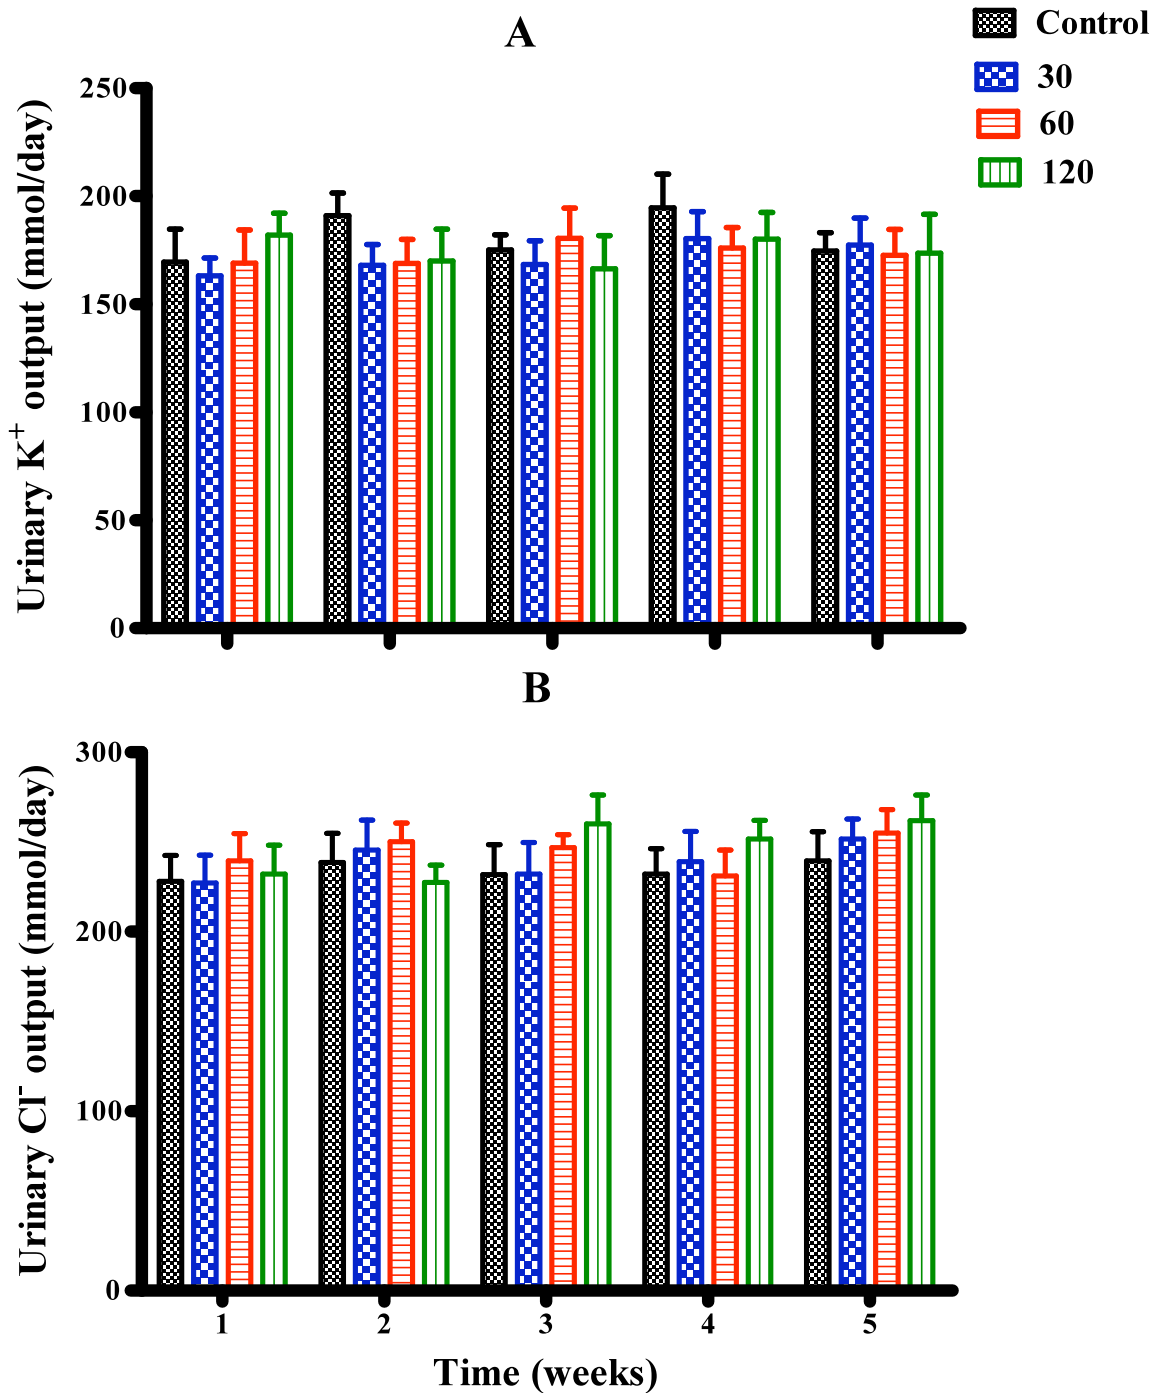 A
Control
30
60
120
Urinary K⁺ output (mmol/day)
250
200
150
100
50
0
B
Urinary Cl⁻ output (mmol/day)
300
200
100
0
1 2 3 4 5
Time (weeks)